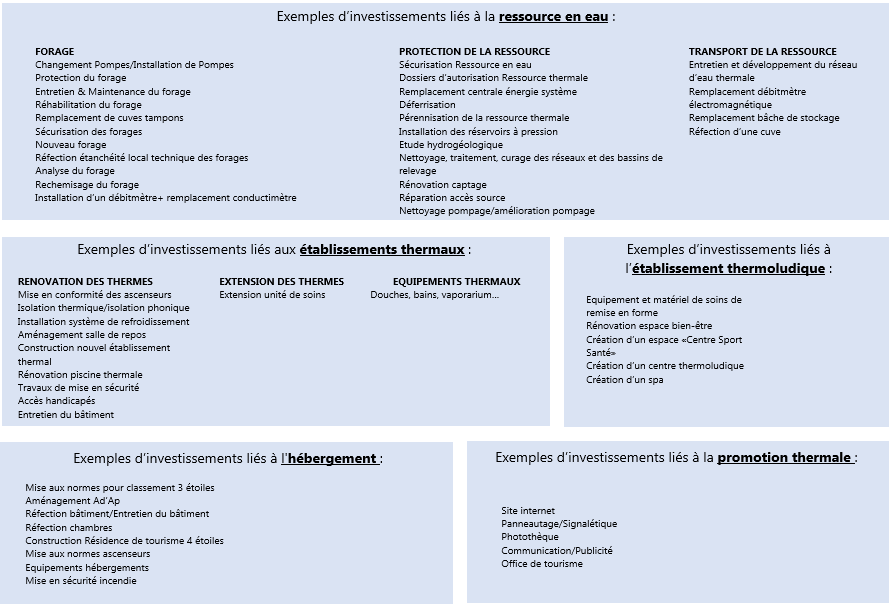 Exemples d'investissements liés à la ressource en eau :
FORAGE
Changement Pompes/Installation de Pompes
Protection du forage
Entretien & Maintenance du forage
Réhabilitation du forage
Remplacement de cuves tampons
Sécurisation des forages
Nouveau forage
Réfection étanchéité local technique des forages
Analyse du forage
Rechemisage du forage
Installation d'un débitmètre+ remplacement conductimètre
PROTECTION DE LA RESSOURCE
Sécurisation Ressource en eau
Dossiers d'autorisation Ressource thermale
Remplacement centrale énergie système
Déferrisation
Pérennisation de la ressource thermale
Installation des réservoirs à pression
Etude hydrogéologique
Nettoyage, traitement, curage des réseaux et des bassins de
relevage
Rénovation captage
Réparation accès source
Nettoyage pompage/amélioration pompage
TRANSPORT DE LA RESSOURCE
Entretien et développement du réseau
d'eau thermale
Remplacement débitmètre
électromagnétique
Remplacement bâche de stockage
Réfection d'une cuve
Exemples d'investissements liés aux établissements thermaux :
RENOVATION DES THERMES
Mise en conformité des ascenseurs
Isolation thermique/isolation phonique
Installation système de refroidissement
Aménagement salle de repos
Construction nouvel établissement
thermal
Rénovation piscine thermale
Travaux de mise en sécurité
Accès handicapés
Entretien du bâtiment
EXTENSION DES THERMES
Extension unité de soins
EQUIPEMENTS THERMAUX
Douches, bains, vaporarium...
Exemples d'investissements liés à
l'établissement thermoludique :
Equipement et matériel de soins de
remise en forme
Rénovation espace bien-être
Création d'un espace «Centre Sport
Santé»
Création d'un centre thermoludique
Création d'un spa
Exemples d'investissements liés à l'hébergement :
Mise aux normes pour classement 3 étoiles
Aménagement Ad'Ap
Réfection bâtiment/Entretien du bâtiment
Réfection chambres
Construction Résidence de tourisme 4 étoiles
Mise aux normes ascenseurs
Equipements hébergements
Mise en sécurité incendie
Exemples d'investissements liés à la promotion thermale :
Site internet
Panneautage/Signalétique
Photothèque
Communication/Publicité
Office de tourisme